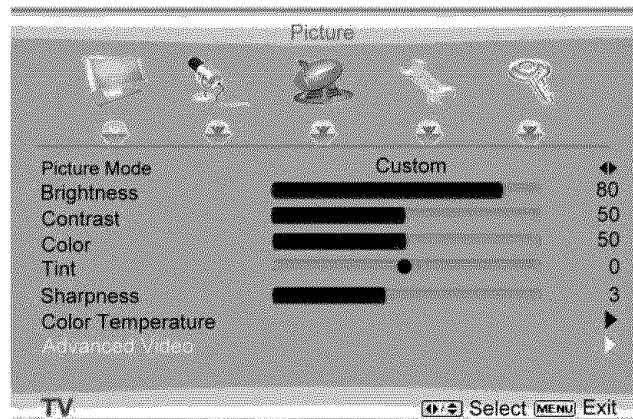 Picture
Picture Mode Custom
Brightness 80
Contrast 50
Color 50
Tint 0
Sharpness 3
Color Temperature
Advanced Video
TV Select MENU Exit